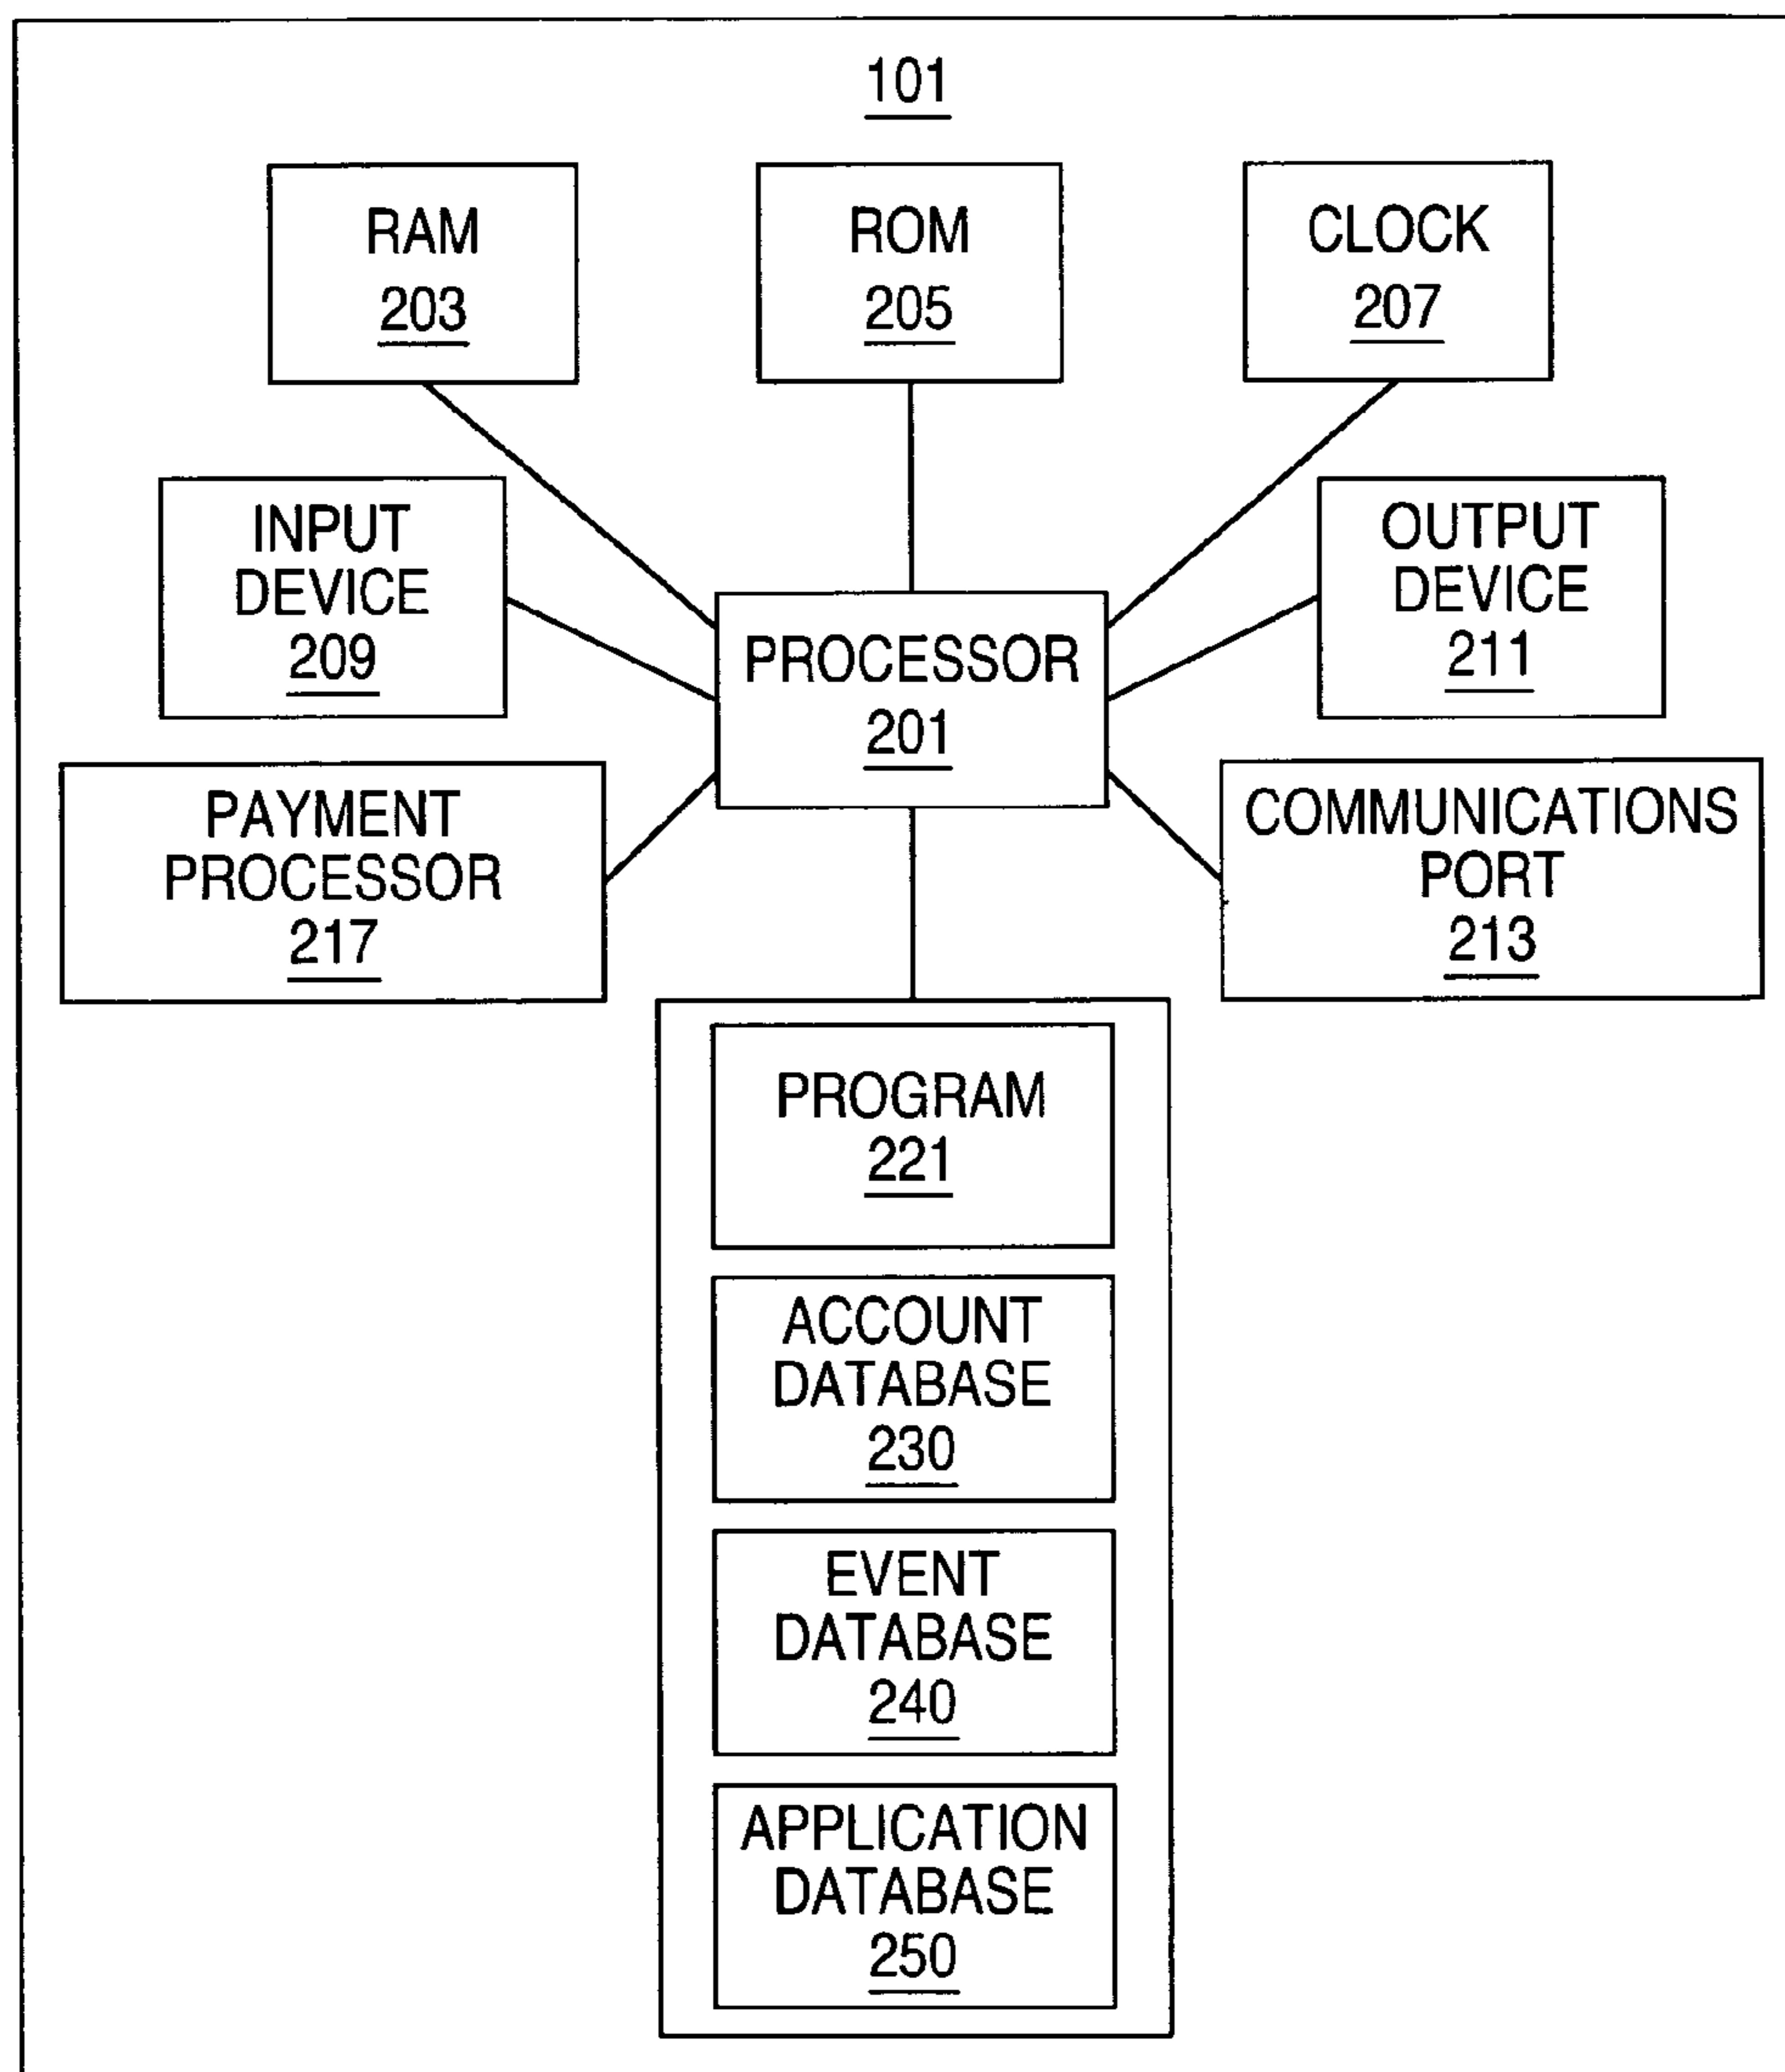 101
RAM
203
ROM
205
CLOCK
207
INPUT
DEVICE
209
PROCESSOR
201
OUTPUT
DEVICE
211
PAYMENT
PROCESSOR
217
COMMUNICATIONS
PORT
213
PROGRAM
221
ACCOUNT
DATABASE
230
EVENT
DATABASE
240
APPLICATION
DATABASE
250